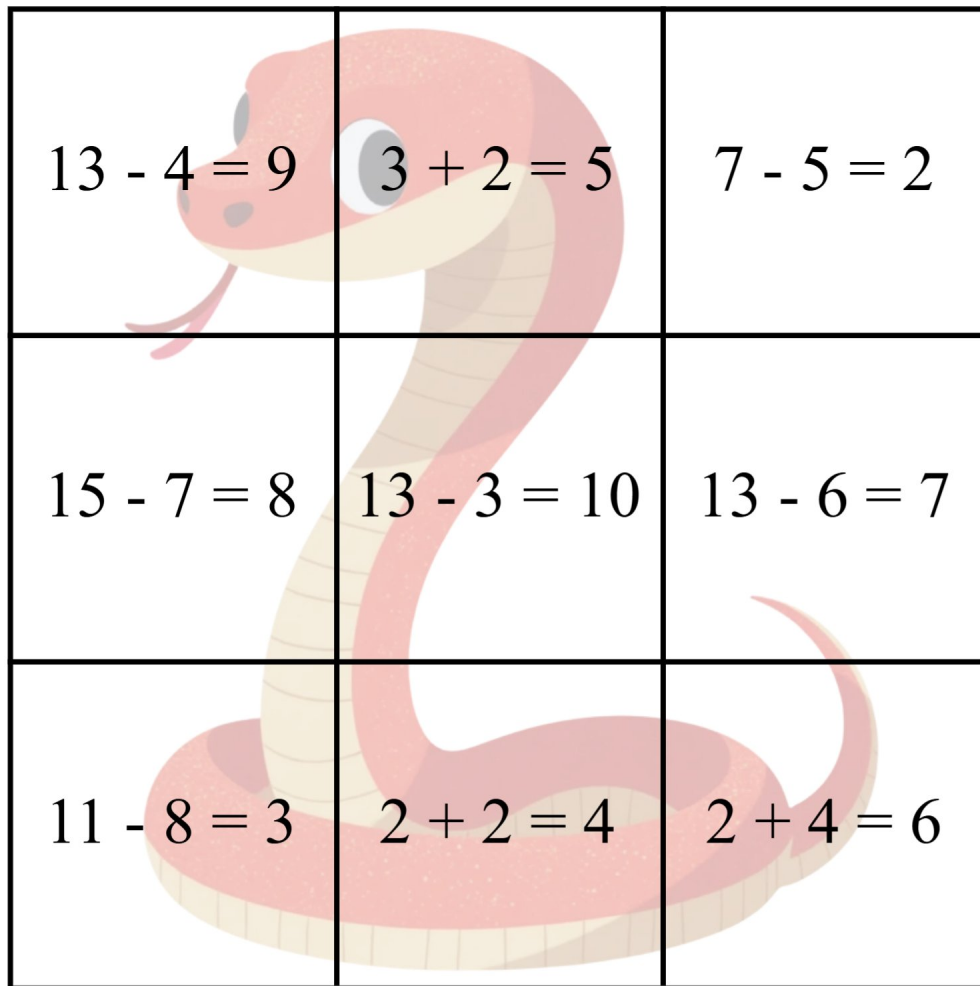 13 - 4 = 9
3 + 2 = 5
7 - 5 = 2
15 - 7 = 8
13 - 3 = 10
13 - 6 = 7
11 - 8 = 3
2 + 2 = 4
2 + 4 = 6